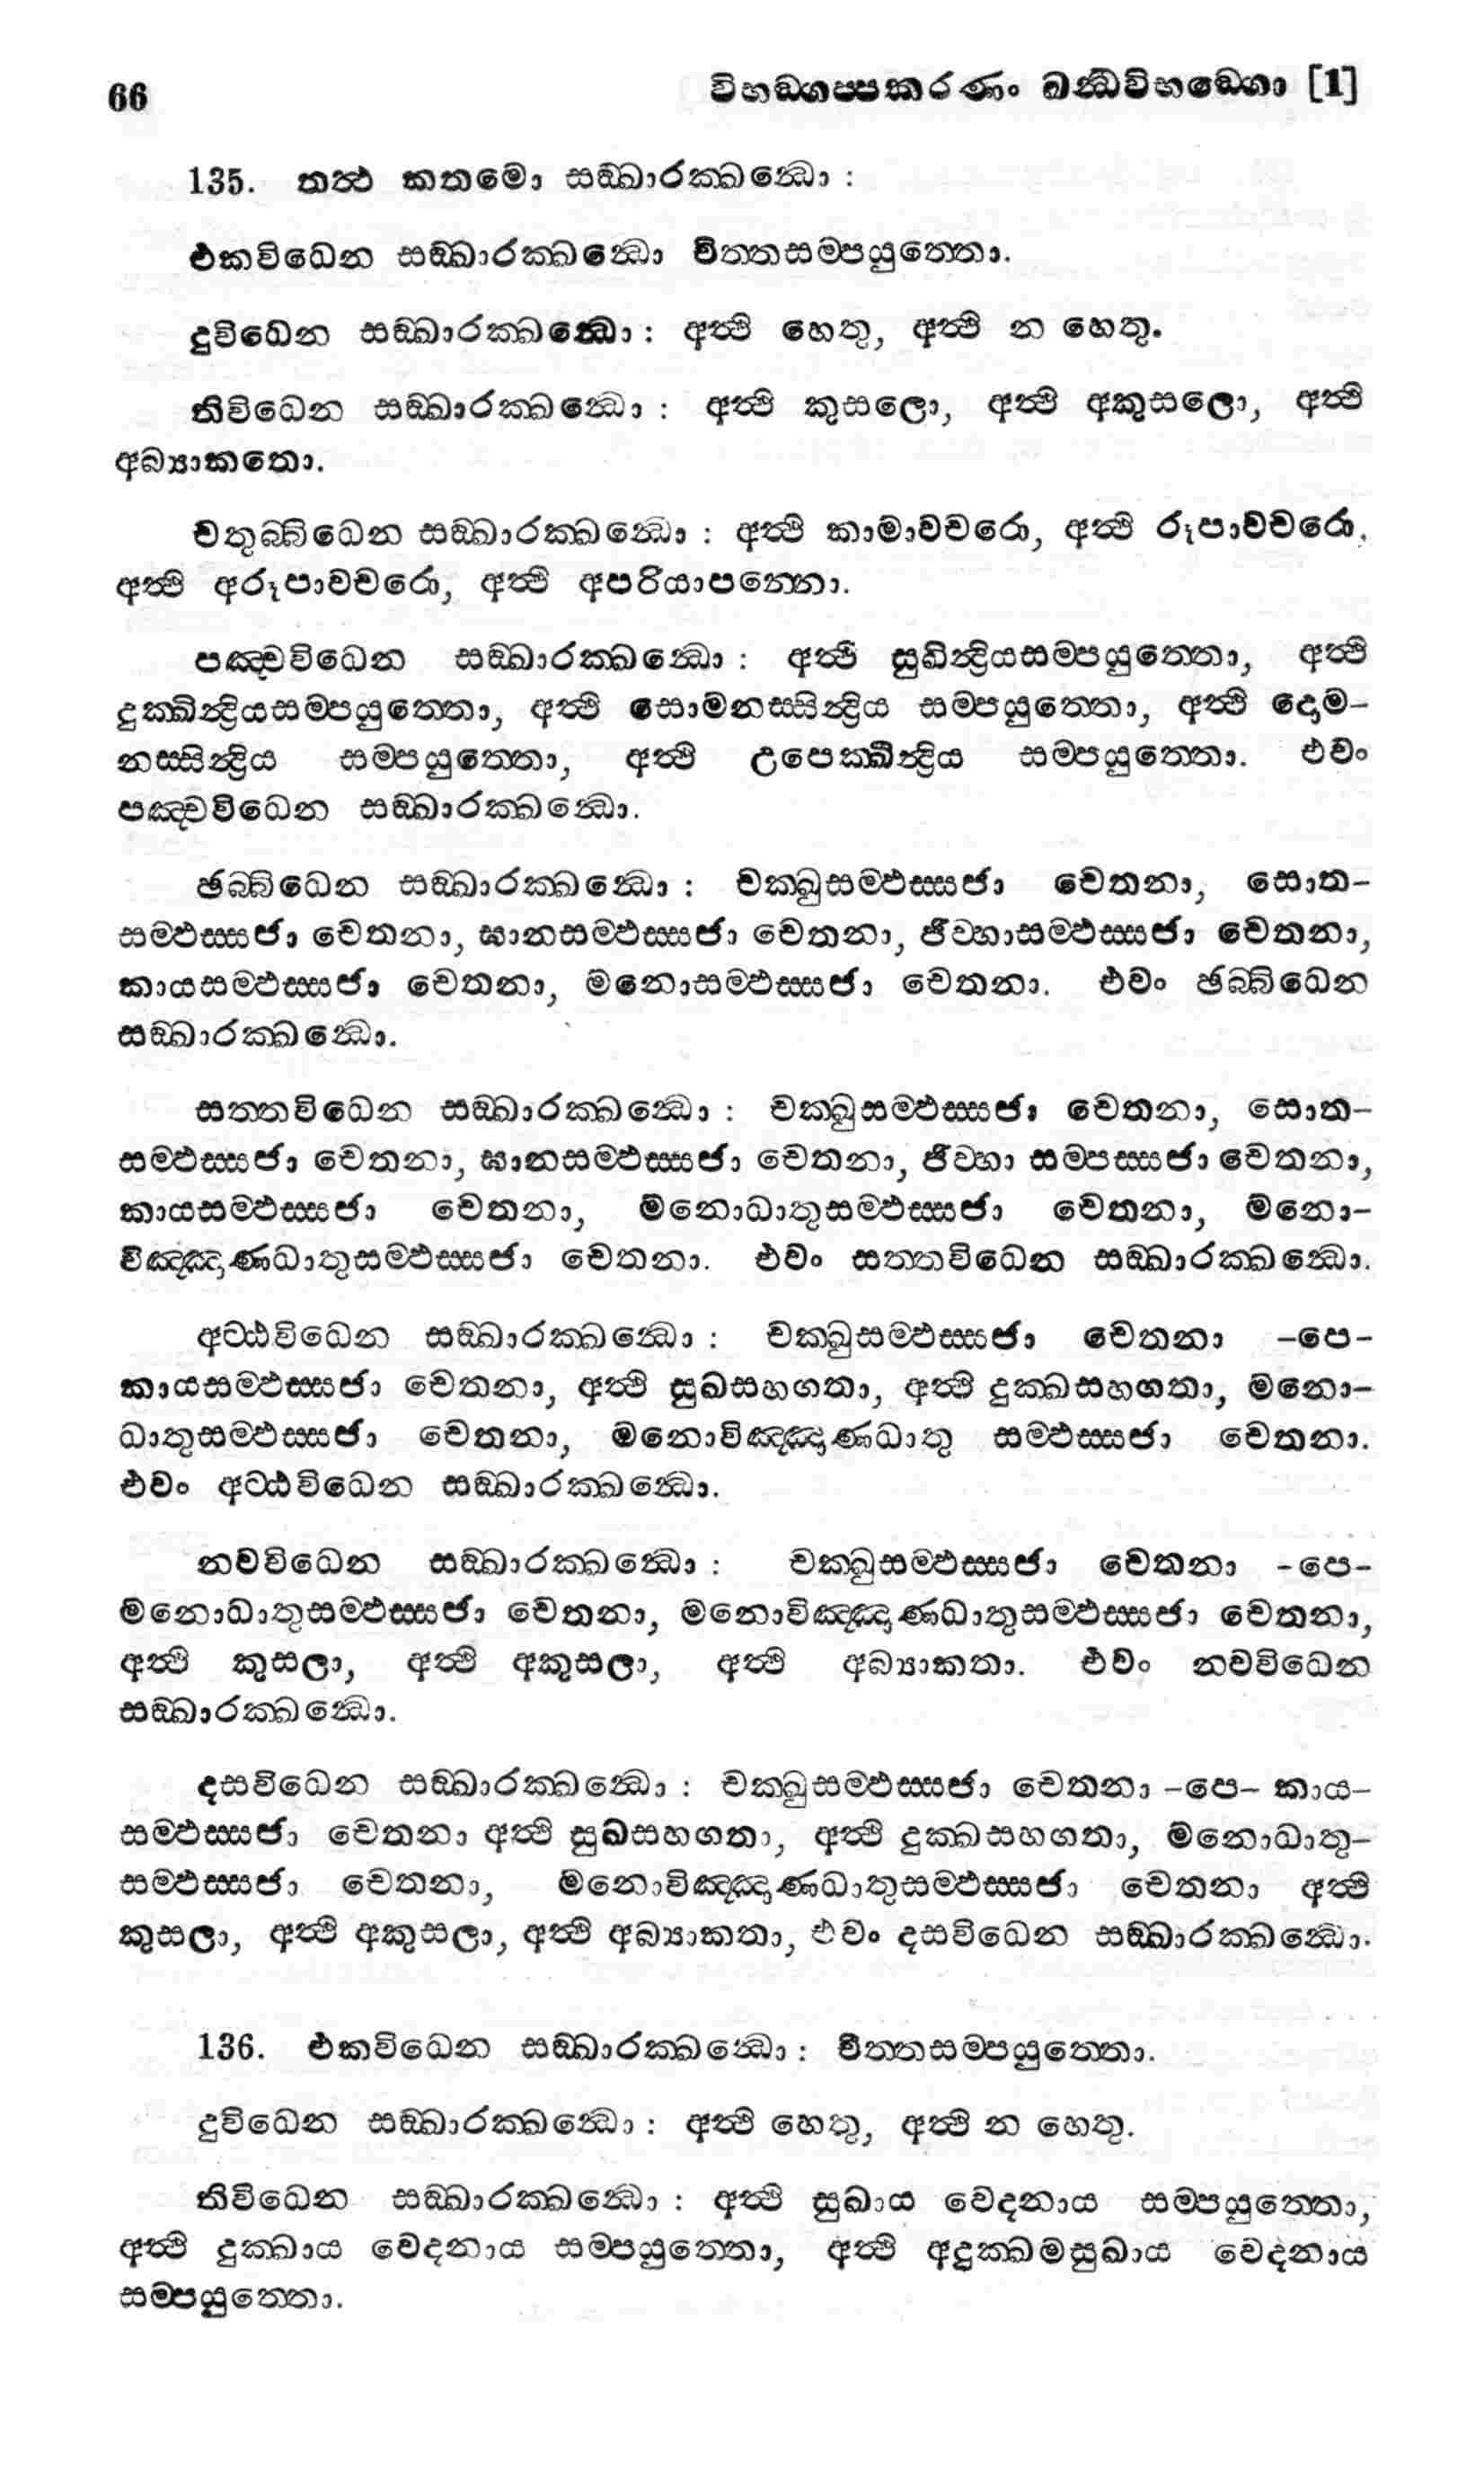 66 විභඞ්ගප්පකරණං ඛන්ධවිභඞ්ගො [1]
135. තත්ථ කතමො සඞ්ඛාරක්ඛන්ධො :
එකවිධෙන සඞ්ඛාරක්ඛන්ධො චිත්තසම්පයුත්තො.
දුවිධෙන සඞ්ඛාරක්ඛන්ධො : අත්ථි හෙතු, අත්ථි න හෙතු.
තිවිධෙන සඞ්ඛාරක්ඛන්ධො : අත්ථි කුසලො, අත්ථි අකුසලො, අත්ථි
අබ්‍යාකතො.
චතුබ්බිධෙන සඞ්ඛාරක්ඛන්ධො : අත්ථි කාමාවචරො, අත්ථි රූපාවචරො,
අත්ථි අරූපාවචරො, අත්ථි අපරියාපන්නො.
පඤ්චවිධෙන සඞ්ඛාරක්ඛන්ධො : අත්ථි සුඛින්ද්‍රියසම්පයුත්තො, අත්ථි
දුක්ඛින්ද්‍රියසම්පයුත්තො, අත්ථි සොමනස්සින්ද්‍රිය සම්පයුත්තො, අත්ථි දොම-
නස්සින්ද්‍රිය සම්පයුත්තො, අත්ථි උපෙක්ඛින්ද්‍රිය සම්පයුත්තො. එවං
පඤ්චවිධෙන සඞ්ඛාරක්ඛන්ධො.
ඡබ්බිධෙන සඞ්ඛාරක්ඛන්ධො : චක්ඛුසම්ඵස්සජා චෙතනා, සොත-
සම්ඵස්සජා චෙතනා, ඝානසම්ඵස්සජා චෙතනා, ජිව්හාසම්ඵස්සජා චෙතනා,
කායසම්ඵස්සජා චෙතනා, මනොසම්ඵස්සජා චෙතනා. එවං ඡබ්බිධෙන
සඞ්ඛාරක්ඛන්ධො.
සත්තවිධෙන සඞ්ඛාරක්ඛන්ධො : චක්ඛුසම්ඵස්සජා චෙතනා, සොත-
සම්ඵස්සජා චෙතනා, ඝානසම්ඵස්සජා චෙතනා, ජිව්හා සම්පස්සජා චෙතනා,
කායසම්ඵස්සජා චෙතනා, මනොධාතුසම්ඵස්සජා චෙතනා, මනො-
විඤ්ඤාණධාතුසම්ඵස්සජා චෙතනා. එවං සත්තවිධෙන සඞ්ඛාරක්ඛන්ධො.
අට්ඨවිධෙන සඞ්ඛාරක්ඛන්ධො : චක්ඛුසම්ඵස්සජා චෙතනා -පෙ-
කායසම්ඵස්සජා චෙතනා, අත්ථි සුඛසහගතා, අත්ථි දුක්ඛසහගතා, මනො-
ධාතුසම්ඵස්සජා චෙතනා, මනොවිඤ්ඤාණධාතු සම්ඵස්සජා චෙතනා.
එවං අට්ඨවිධෙන සඞ්ඛාරක්ඛන්ධො.
නවවිධෙන සඞ්ඛාරක්ඛන්ධො : චක්ඛුසම්ඵස්සජා චෙතනා -පෙ-
මනොධාතුසම්ඵස්සජා චෙතනා, මනොවිඤ්ඤාණධාතුසම්ඵස්සජා චෙතනා,
අත්ථි කුසලා, අත්ථි අකුසලා, අත්ථි අබ්‍යාකතා. එවං නවවිධෙන
සඞ්ඛාරක්ඛන්ධො.
දසවිධෙන සඞ්ඛාරක්ඛන්ධො : චක්ඛුසම්ඵස්සජා චෙතනා -පෙ- කාය-
සම්ඵස්සජා චෙතනා අත්ථි සුඛසහගතා, අත්ථි දුක්ඛසහගතා, මනොධාතු-
සම්ඵස්සජා චෙතනා, මනොවිඤ්ඤාණධාතුසම්ඵස්සජා චෙතනා අත්ථි
කුසලා, අත්ථි අකුසලා, අත්ථි අබ්‍යාකතා, එවං දසවිධෙන සඞ්ඛාරක්ඛන්ධො.
136. එකවිධෙන සඞ්ඛාරක්ඛන්ධො : චිත්තසම්පයුත්තො.
දුවිධෙන සඞ්ඛාරක්ඛන්ධො : අත්ථි හෙතු, අත්ථි න හෙතු.
තිවිධෙන සඞ්ඛාරක්ඛන්ධො : අත්ථි සුඛාය වෙදනාය සම්පයුත්තො,
අත්ථි දුක්ඛාය වෙදනාය සම්පයුත්තො, අත්ථි අදුක්ඛමසුඛාය වෙදනාය
සම්පයුත්තො.